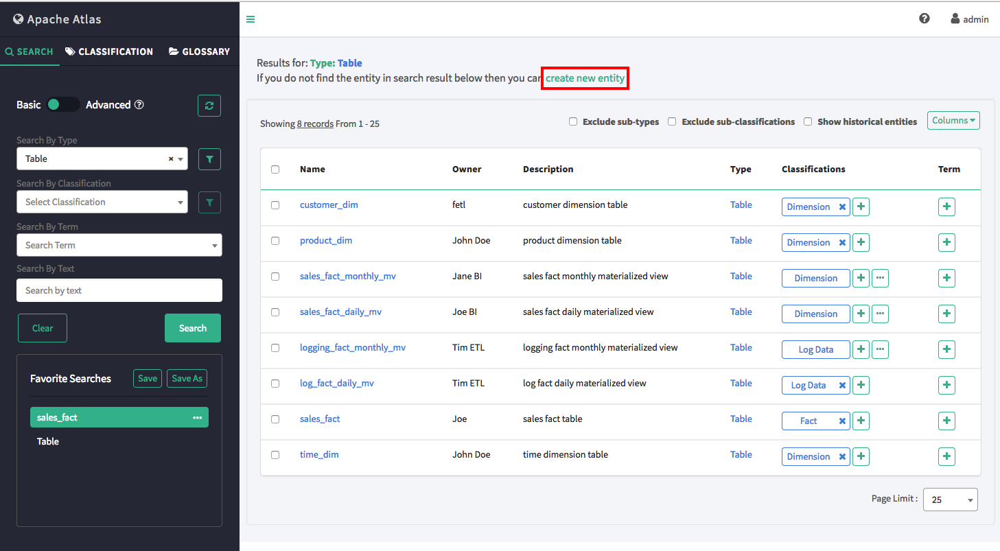 Apache Atlas
admin
SEARCH CLASSIFICATION GLOSSARY
Basic Advanced
Search By Type
Table
Search By Classification
Select Classification
Search By Term
Search Term
Search By Text
Search by text
Clear Search
Favorite Searches Save Save As
sales_fact
Table
Results for: Type: Table
If you do not find the entity in search result below then you can create new entity
Showing 8 records From 1 - 25 Exclude sub-types Exclude sub-classifications Show historical entities Columns
Name Owner Description Type Classifications Term
customer_dim fetl customer dimension table Table Dimension
product_dim John Doe product dimension table Table Dimension
sales_fact_monthly_mv Jane BI sales fact monthly materialized view Table Dimension
sales_fact_daily_mv Joe BI sales fact daily materialized view Table Dimension
logging_fact_monthly_mv Tim ETL logging fact monthly materialized view Table Log Data
log_fact_daily_mv Tim ETL log fact daily materialized view Table Log Data
sales_fact Joe sales fact table Table Fact
time_dim John Doe time dimension table Table Dimension
Page Limit : 25